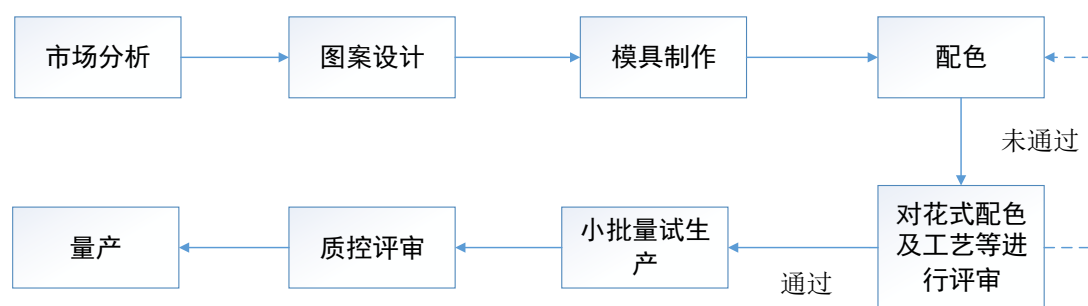 市场分析
图案设计
模具制作
配色
未通过
量产
质控评审
小批量试生
产
对花式配色
及工艺等进
行评审
通过